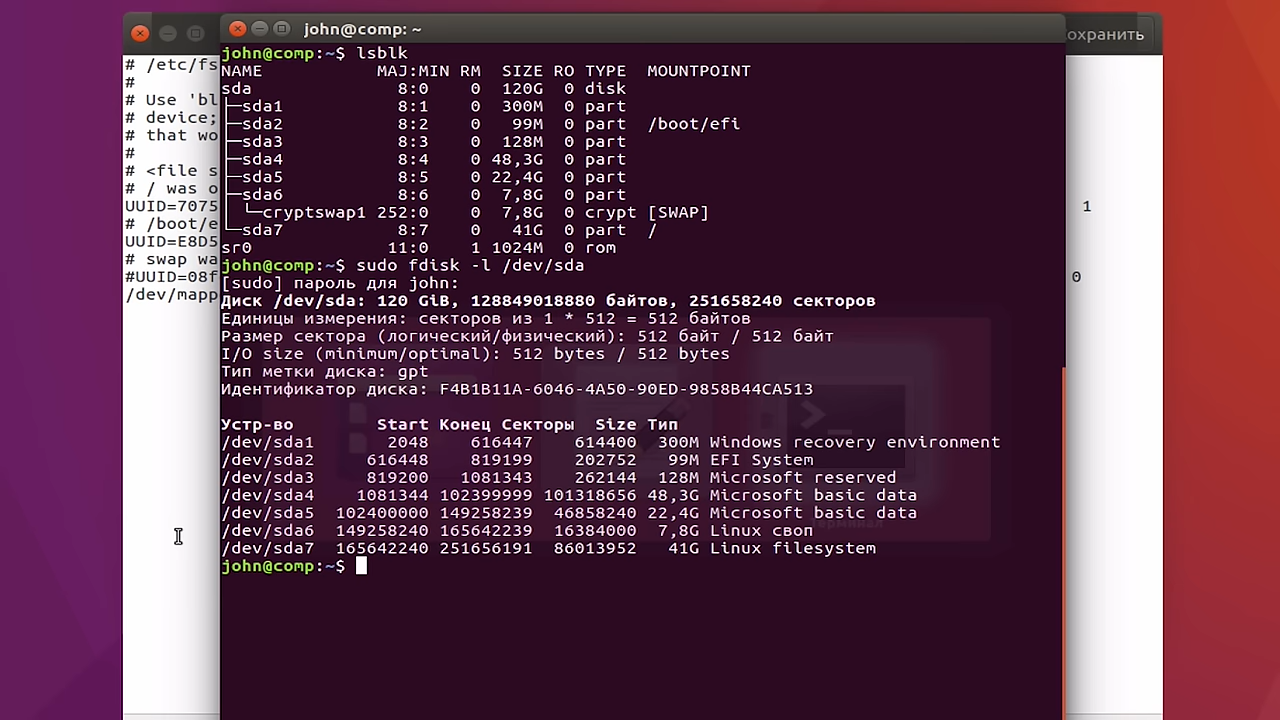 john@comp: ~
охранить
# /etc/fs
#
# Use 'bl
# device;
# that wo
#
# <file s
# / was o
UUID=7075
1
# /boot/e
UUID=E8D5
# swap wa
#UUID=08f
0
/dev/mapp
john@comp:~$ lsblk
NAME MAJ:MIN RM SIZE RO TYPE MOUNTPOINT
sda 8:0 0 120G 0 disk
├─sda1 8:1 0 300M 0 part
├─sda2 8:2 0 99M 0 part /boot/efi
├─sda3 8:3 0 128M 0 part
├─sda4 8:4 0 48,3G 0 part
├─sda5 8:5 0 22,4G 0 part
├─sda6 8:6 0 7,8G 0 part
│ └─cryptswap1 252:0 0 7,8G 0 crypt [SWAP]
└─sda7 8:7 0 41G 0 part /
sr0 11:0 1 1024M 0 rom
john@comp:~$ sudo fdisk -l /dev/sda
[sudo] пароль для john:
Диск /dev/sda: 120 GiB, 128849018880 байтов, 251658240 секторов
Единицы измерения: секторов из 1 * 512 = 512 байтов
Размер сектора (логический/физический): 512 байт / 512 байт
I/O size (minimum/optimal): 512 bytes / 512 bytes
Тип метки диска: gpt
Идентификатор диска: F4B1B11A-6046-4A50-90ED-9858B44CA513
Устр-во Start Конец Секторы Size Тип
/dev/sda1 2048 616447 614400 300M Windows recovery environment
/dev/sda2 616448 819199 202752 99M EFI System
/dev/sda3 819200 1081343 262144 128M Microsoft reserved
/dev/sda4 1081344 102399999 101318656 48,3G Microsoft basic data
/dev/sda5 102400000 149258239 46858240 22,4G Microsoft basic data
/dev/sda6 149258240 165642239 16384000 7,8G Linux своп
/dev/sda7 165642240 251656191 86013952 41G Linux filesystem
Терминал
john@comp:~$